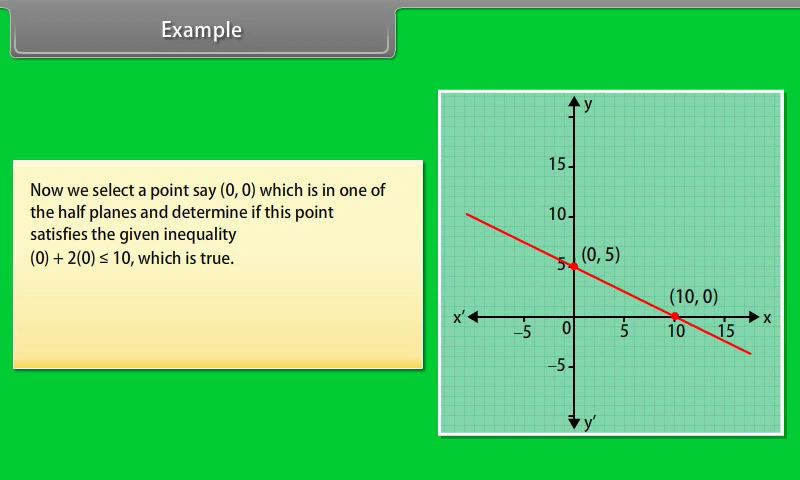 Example
Now we select a point say (0, 0) which is in one of
the half planes and determine if this point
satisfies the given inequality
(0) + 2(0) ≤ 10, which is true.
y
15
10
5
(0, 5)
(10, 0)
x′
–5
0
5
10
15
x
–5
y′